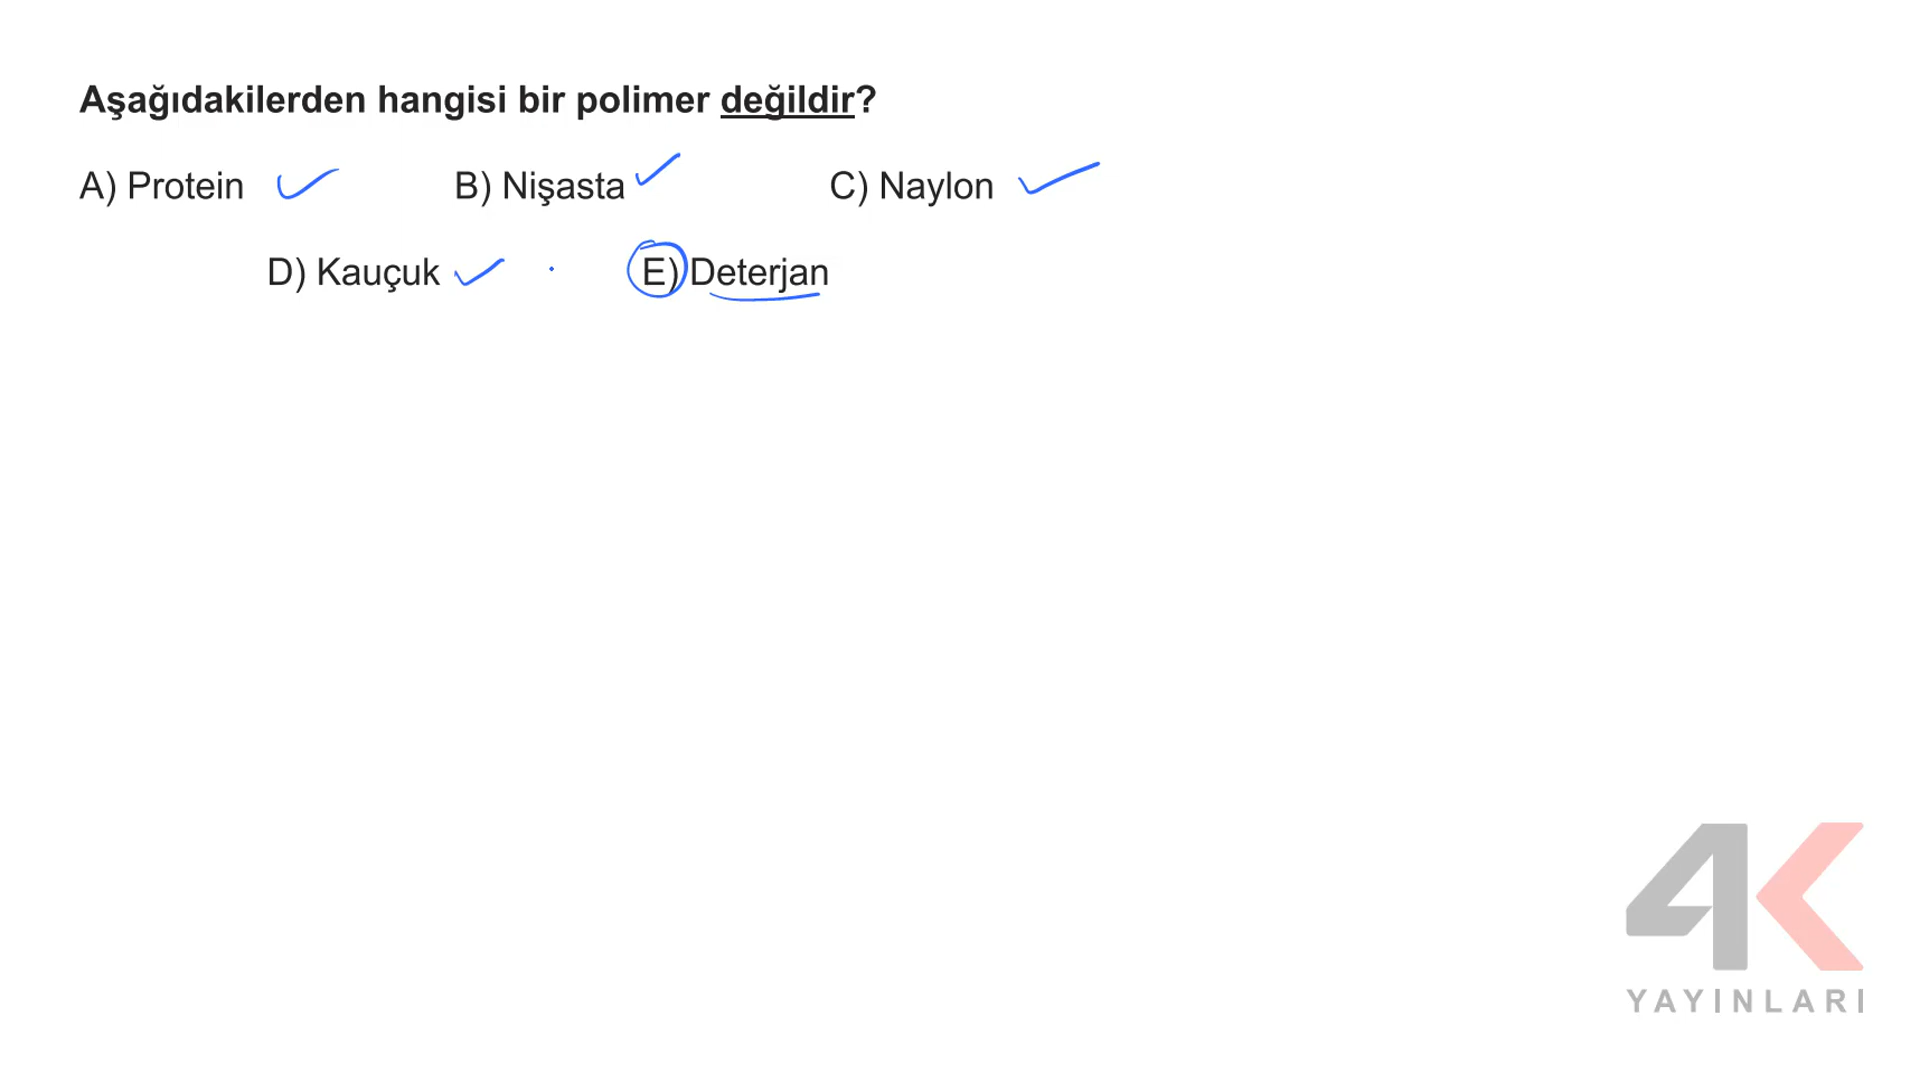 Aşağıdakilerden hangisi bir polimer değildir?
A) Protein B) Nişasta C) Naylon
D) Kauçuk E) Deterjan
4K
YAYINLARI